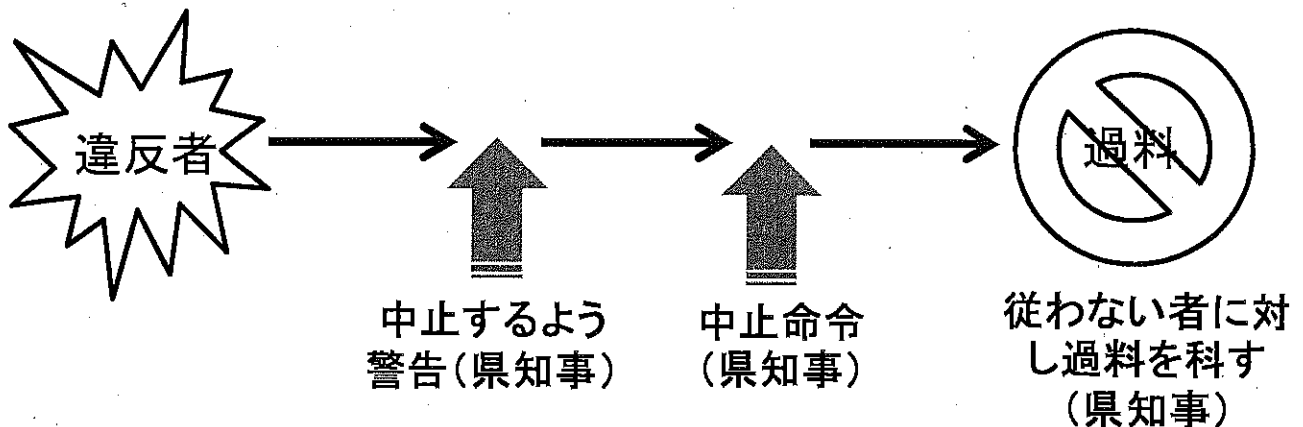 違反者
過料
中止するよう
警告(県知事)
中止命令
(県知事)
従わない者に対
し過料を科す
(県知事)